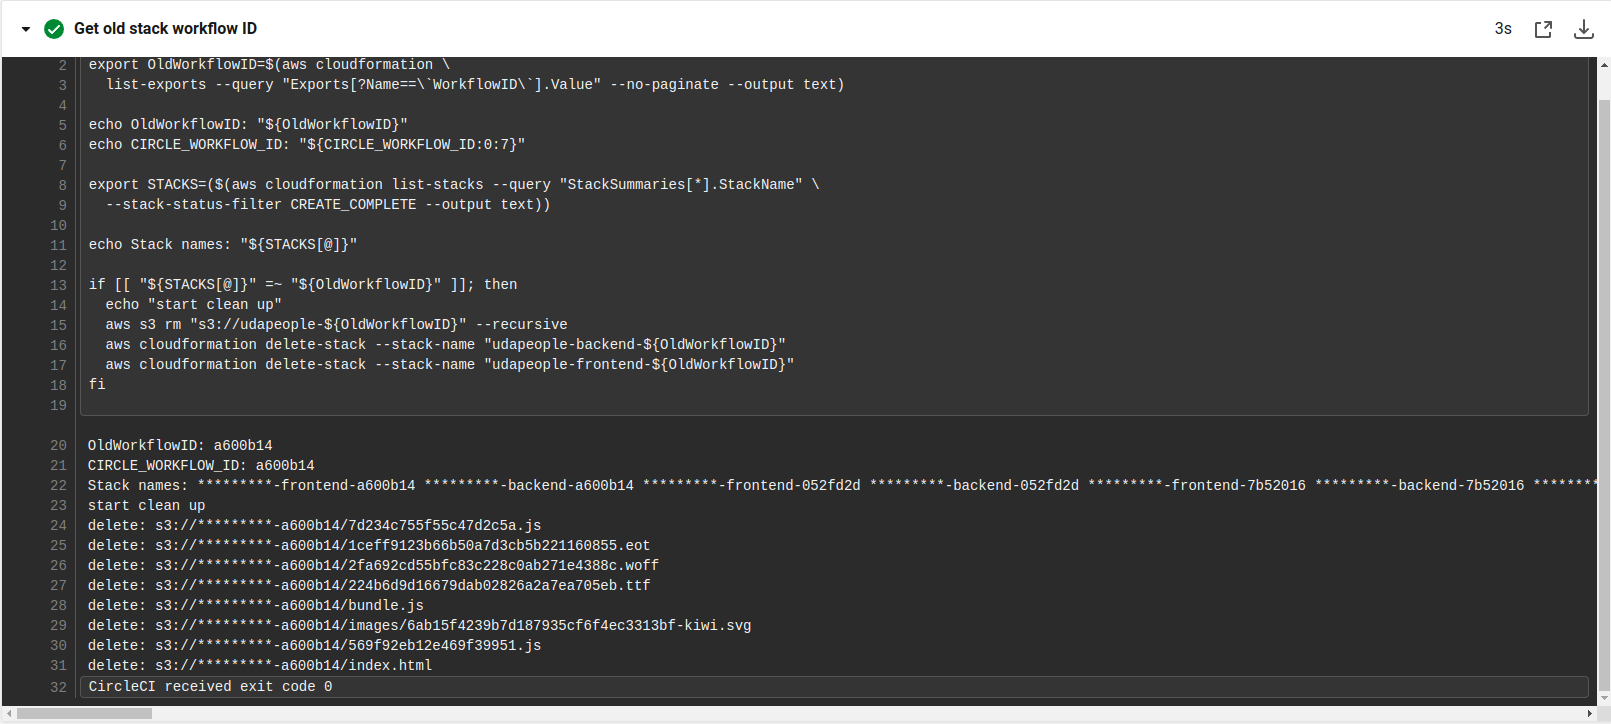 Get old stack workflow ID
3s
2 export OldWorkflowID=$(aws cloudformation \
3 list-exports --query "Exports[?Name==\`WorkflowID\`].Value" --no-paginate --output text)
4
5 echo OldWorkflowID: "${OldWorkflowID}"
6 echo CIRCLE_WORKFLOW_ID: "${CIRCLE_WORKFLOW_ID:0:7}"
7
8 export STACKS=($(aws cloudformation list-stacks --query "StackSummaries[*].StackName" \
9 --stack-status-filter CREATE_COMPLETE --output text))
10
11 echo Stack names: "${STACKS[@]}"
12
13 if [[ "${STACKS[@]}" =~ "${OldWorkflowID}" ]]; then
14 echo "start clean up"
15 aws s3 rm "s3://udapeople-${OldWorkflowID}" --recursive
16 aws cloudformation delete-stack --stack-name "udapeople-backend-${OldWorkflowID}"
17 aws cloudformation delete-stack --stack-name "udapeople-frontend-${OldWorkflowID}"
18 fi
19
20 OldWorkflowID: a600b14
21 CIRCLE_WORKFLOW_ID: a600b14
22 Stack names: *********-frontend-a600b14 *********-backend-a600b14 *********-frontend-052fd2d *********-backend-052fd2d *********-frontend-7b52016 *********-backend-7b52016 ********
23 start clean up
24 delete: s3://*********-a600b14/7d234c755f55c47d2c5a.js
25 delete: s3://*********-a600b14/1ceff9123b66b50a7d3cb5b221160855.eot
26 delete: s3://*********-a600b14/2fa692cd55bfc83c228c0ab271e4388c.woff
27 delete: s3://*********-a600b14/224b6d9d16679dab02826a2a7ea705eb.ttf
28 delete: s3://*********-a600b14/bundle.js
29 delete: s3://*********-a600b14/images/6ab15f4239b7d187935cf6f4ec3313bf-kiwi.svg
30 delete: s3://*********-a600b14/569f92eb12e469f39951.js
31 delete: s3://*********-a600b14/index.html
32 CircleCI received exit code 0